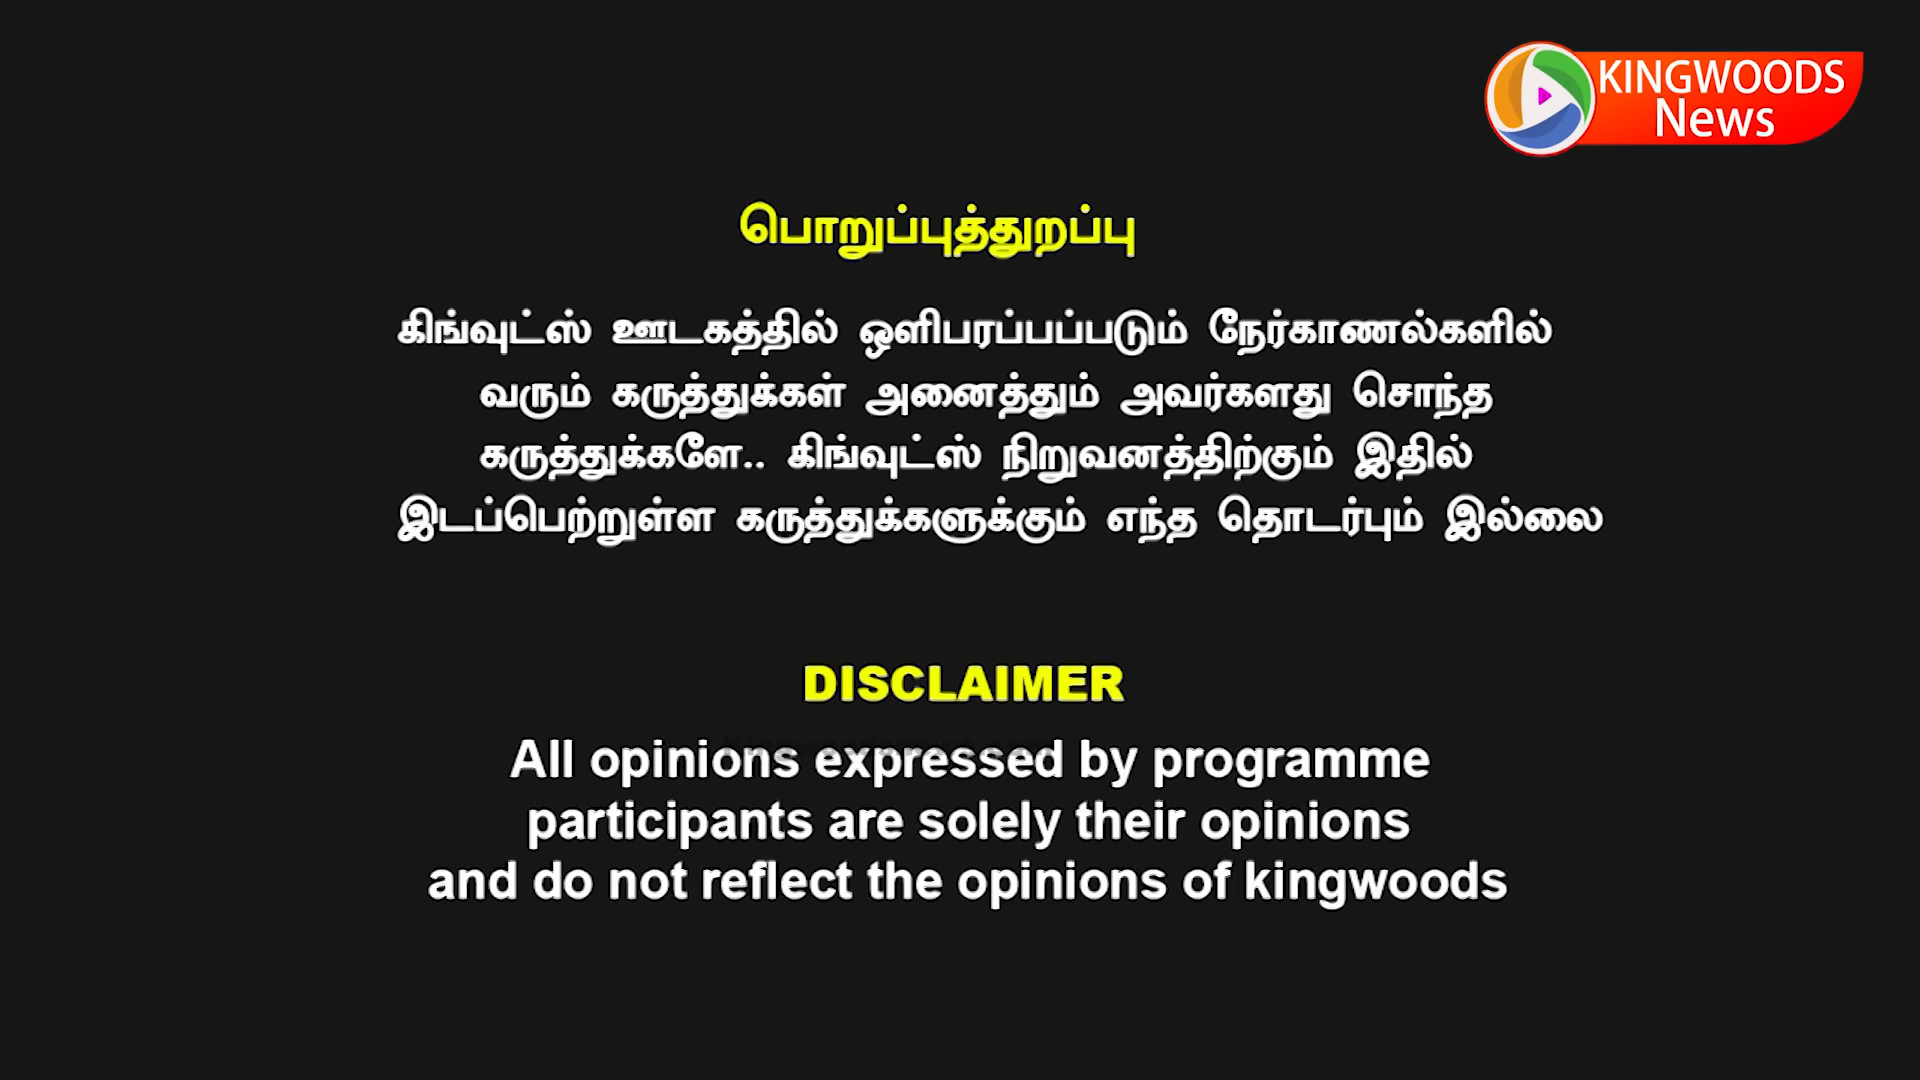 KINGWOODS
News
பொறுப்புத்துறப்பு
கிங்வுட்ஸ் ஊடகத்தில் ஒளிபரப்பப்படும் நேர்காணல்களில்
வரும் கருத்துக்கள் அனைத்தும் அவர்களது சொந்த
கருத்துக்களே.. கிங்வுட்ஸ் நிறுவனத்திற்கும் இதில்
இடப்பெற்றுள்ள கருத்துக்களுக்கும் எந்த தொடர்பும் இல்லை
DISCLAIMER
All opinions expressed by programme
participants are solely their opinions
and do not reflect the opinions of kingwoods